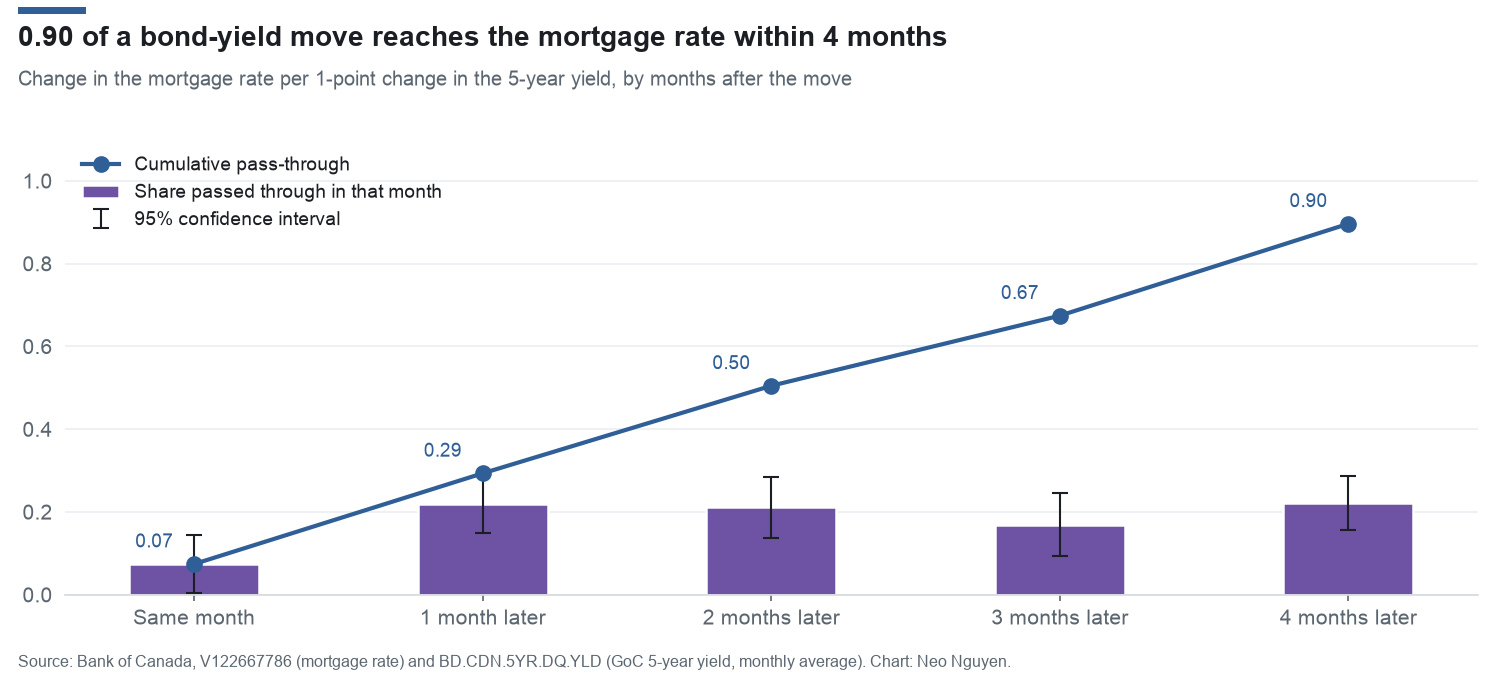 0.90 of a bond-yield move reaches the mortgage rate within 4 months
Change in the mortgage rate per 1-point change in the 5-year yield, by months after the move
Cumulative pass-through
Share passed through in that month
95% confidence interval
1.0
0.8
0.6
0.4
0.2
0.0
0.07
0.29
0.50
0.67
0.90
Same month
1 month later
2 months later
3 months later
4 months later
Source: Bank of Canada, V122667786 (mortgage rate) and BD.CDN.5YR.DQ.YLD (GoC 5-year yield, monthly average). Chart: Neo Nguyen.